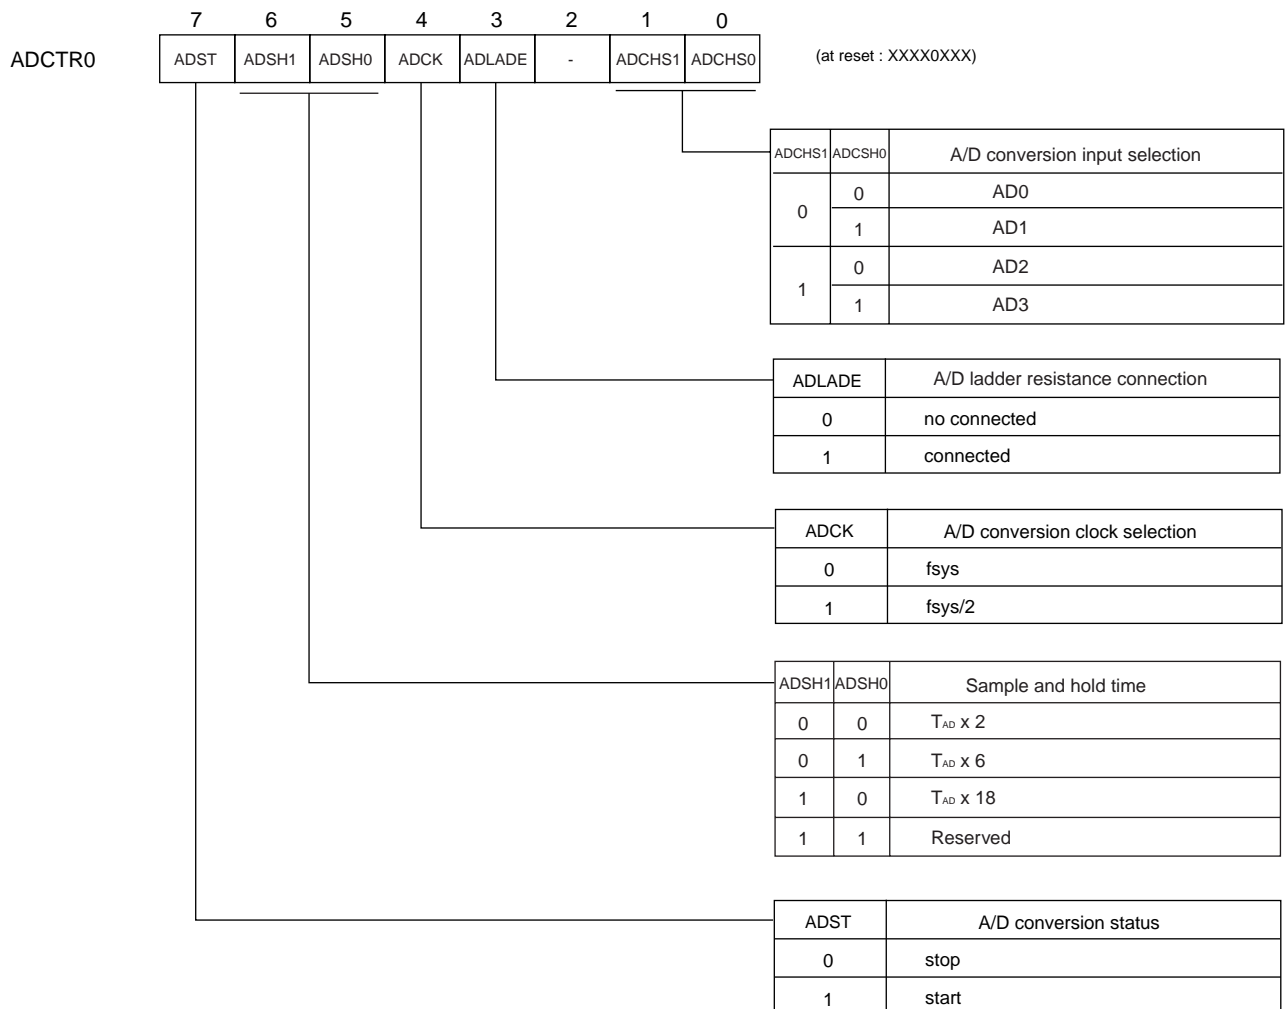 7 6 5 4 3 2 1 0
ADCTR0 ADST ADSH1 ADSH0 ADCK ADLADE - ADCHS1 ADCHS0 (at reset : XXXX0XXX)
ADCHS1 ADCSH0 A/D conversion input selection
0 AD0
0
1 AD1
0 AD2
1
1 AD3
ADLADE A/D ladder resistance connection
0 no connected
1 connected
ADCK A/D conversion clock selection
0 fsys
1 fsys/2
ADSH1 ADSH0 Sample and hold time
0 0 TAD x 2
0 1 TAD x 6
1 0 TAD x 18
1 1 Reserved
ADST A/D conversion status
0 stop
1 start